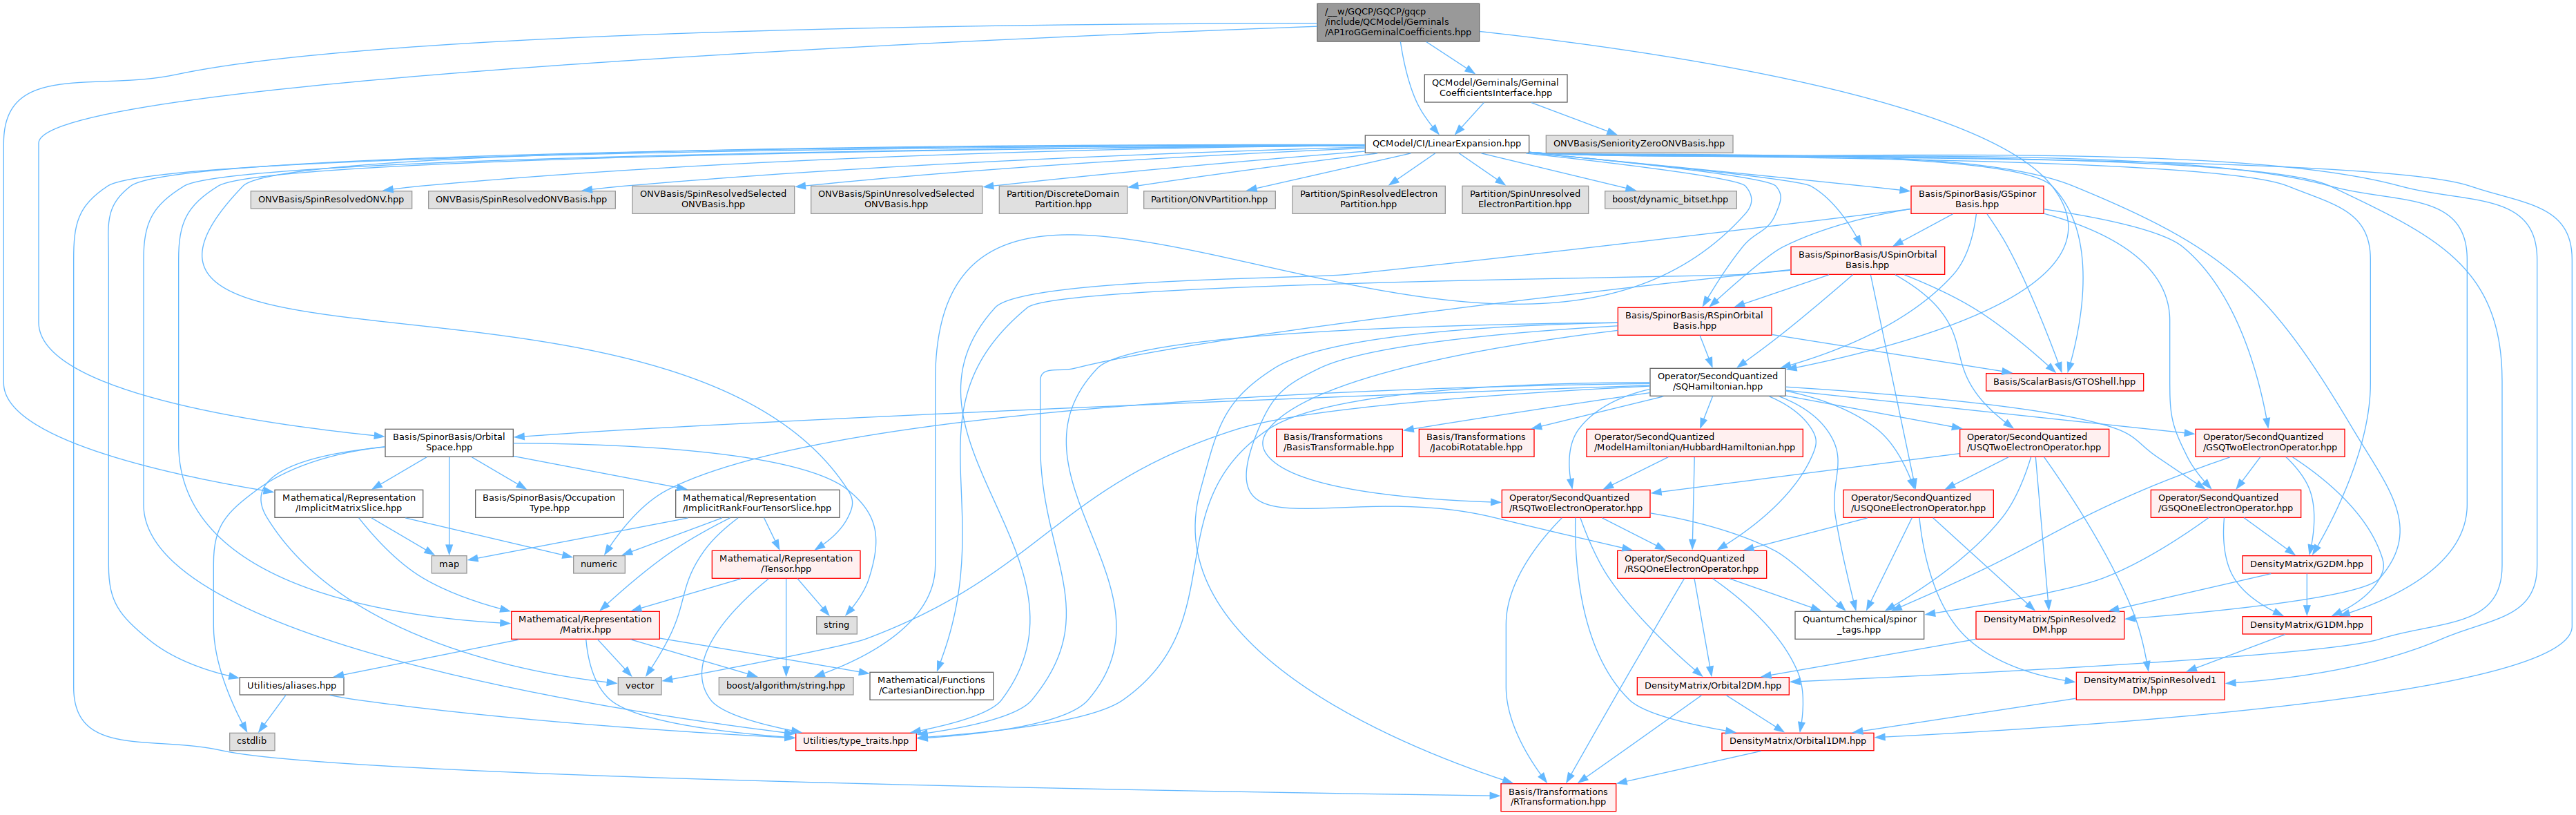 /__w/GQCP/GQCP/gqcp
/include/QCModel/Geminals
/AP1roGGeminalCoefficients.hpp
QCModel/Geminals/Geminal
CoefficientsInterface.hpp
QCModel/CI/LinearExpansion.hpp
ONVBasis/SeniorityZeroONVBasis.hpp
ONVBasis/SpinResolvedONV.hpp
ONVBasis/SpinResolvedONVBasis.hpp
ONVBasis/SpinResolvedSelected
ONVBasis.hpp
ONVBasis/SpinUnresolvedSelected
ONVBasis.hpp
Partition/DiscreteDomain
Partition.hpp
Partition/ONVPartition.hpp
Partition/SpinResolvedElectron
Partition.hpp
Partition/SpinUnresolved
ElectronPartition.hpp
boost/dynamic_bitset.hpp
Basis/SpinorBasis/GSpinor
Basis.hpp
Basis/SpinorBasis/USpinOrbital
Basis.hpp
Basis/SpinorBasis/RSpinOrbital
Basis.hpp
Operator/SecondQuantized
/SQHamiltonian.hpp
Basis/ScalarBasis/GTOShell.hpp
Basis/SpinorBasis/Orbital
Space.hpp
Basis/Transformations
/BasisTransformable.hpp
Basis/Transformations
/JacobiRotatable.hpp
Operator/SecondQuantized
/ModelHamiltonian/HubbardHamiltonian.hpp
Operator/SecondQuantized
/USQTwoElectronOperator.hpp
Operator/SecondQuantized
/GSQTwoElectronOperator.hpp
Mathematical/Representation
/ImplicitMatrixSlice.hpp
Basis/SpinorBasis/Occupation
Type.hpp
Mathematical/Representation
/ImplicitRankFourTensorSlice.hpp
Operator/SecondQuantized
/RSQTwoElectronOperator.hpp
Operator/SecondQuantized
/USQOneElectronOperator.hpp
Operator/SecondQuantized
/GSQOneElectronOperator.hpp
map
numeric
Mathematical/Representation
/Tensor.hpp
Operator/SecondQuantized
/RSQOneElectronOperator.hpp
DensityMatrix/G2DM.hpp
Mathematical/Representation
/Matrix.hpp
string
QuantumChemical/spinor
_tags.hpp
DensityMatrix/SpinResolved2
DM.hpp
DensityMatrix/G1DM.hpp
Utilities/aliases.hpp
vector
boost/algorithm/string.hpp
Mathematical/Functions
/CartesianDirection.hpp
DensityMatrix/Orbital2DM.hpp
DensityMatrix/SpinResolved1
DM.hpp
cstdlib
Utilities/type_traits.hpp
DensityMatrix/Orbital1DM.hpp
Basis/Transformations
/RTransformation.hpp